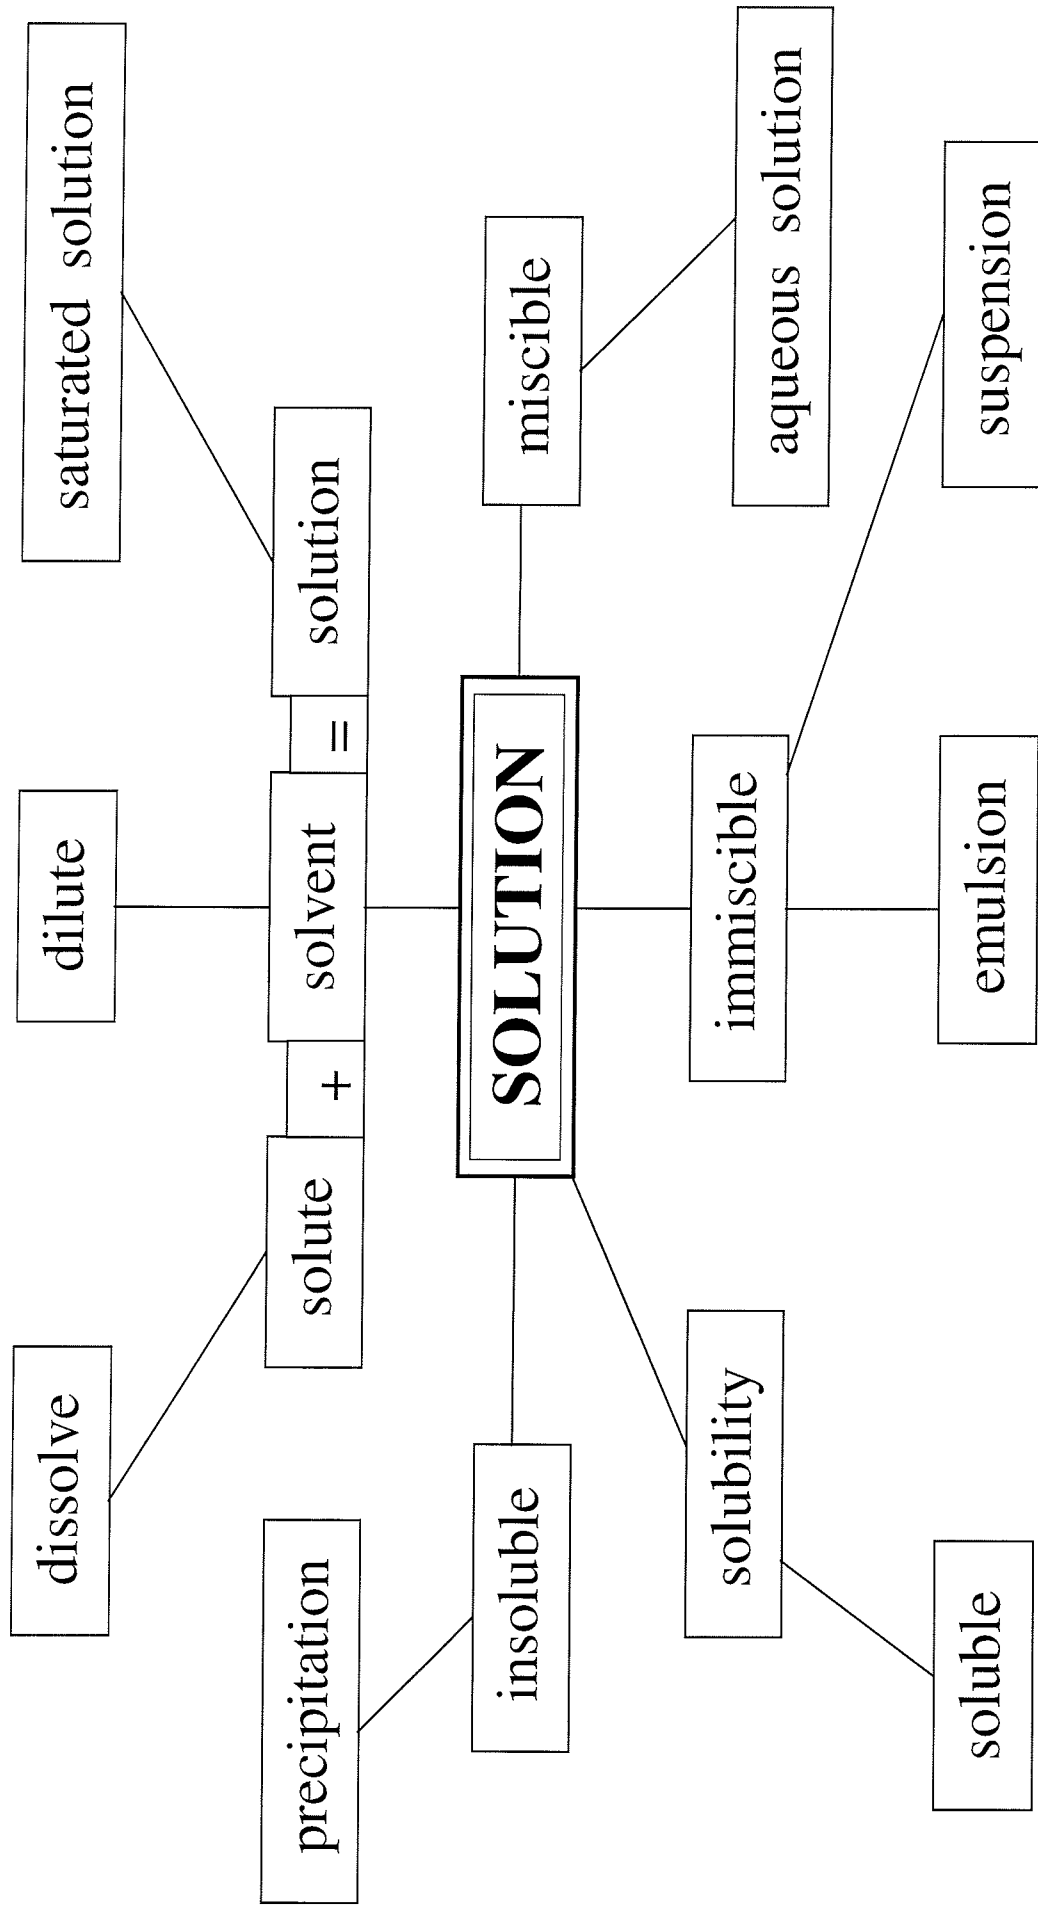 dissolve
dilute
saturated solution
precipitation
solute
+
solvent
=
solution
insoluble
SOLUTION
miscible
solubility
immiscible
aqueous solution
soluble
emulsion
suspension